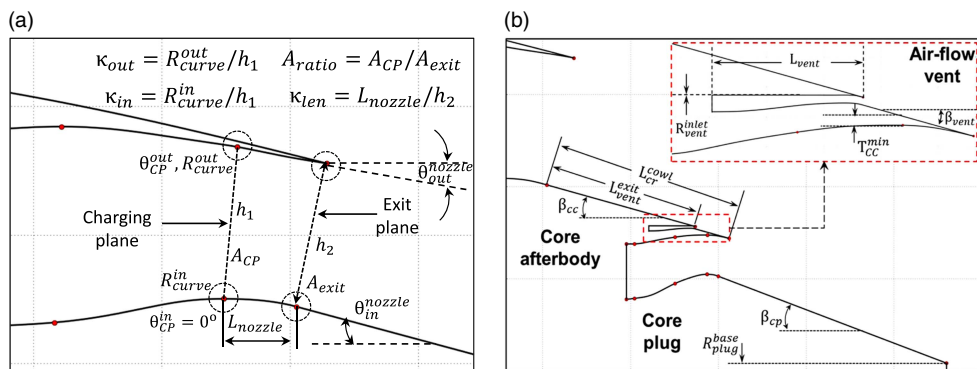 (a)
κ_out = R_curve^out/h_1 A_ratio = A_CP/A_exit
κ_in = R_curve^in/h_1 κ_len = L_nozzle/h_2
θ_CP^out, R_curve^out
θ_out^nozzle
Charging plane
h_1
Exit plane
h_2
A_CP
R_curve^in
A_exit
θ_CP^in = 0°
L_nozzle
θ_in^nozzle
(b)
L_vent
Air-flow vent
R_vent^inlet
β_vent
T_CC^min
L_cr^cowl
L_vent^exit
β_cc
Core afterbody
Core plug
β_cp
R_plug^base